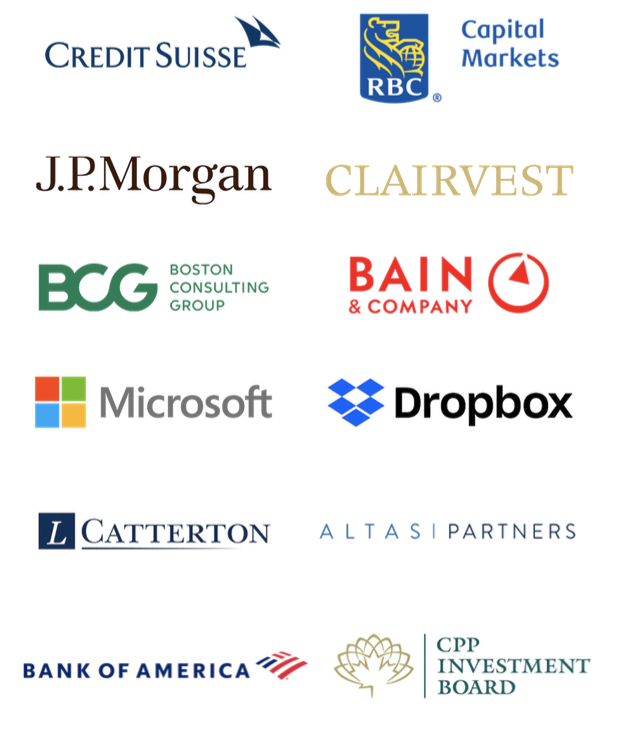 CREDIT SUISSE
RBC
®
Capital
Markets
J.P.Morgan
CLAIRVEST
BCG
BOSTON
CONSULTING
GROUP
BAIN
& COMPANY
Microsoft
Dropbox
L CATTERTON
ALTAS | PARTNERS
BANK OF AMERICA
CPP
INVESTMENT
BOARD